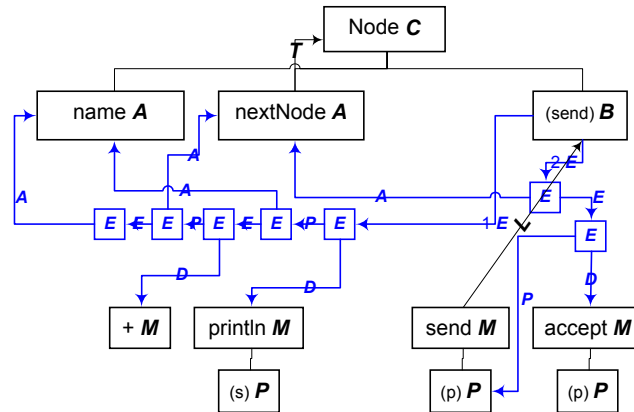 Node C
T
name A
nextNode A
(send) B
A
2 E
A
A
A
E
E
E
E
E
P
E
E
E
P
E
1 E
E
D
D
P
D
+ M
println M
send M
accept M
(s) P
(p) P
(p) P